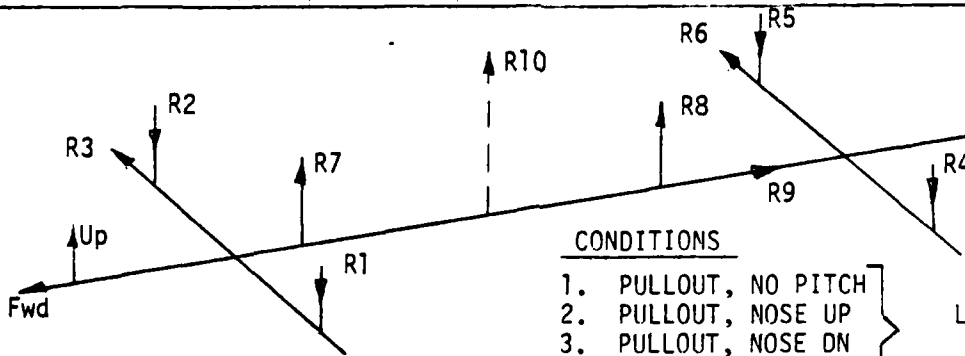 R5
R6
R10
R2
R8
R3
R7
R4
R9
Up
R1
Fwd
CONDITIONS
1. PULLOUT, NO PITCH
2. PULLOUT, NOSE UP
L
3. PULLOUT, NOSE DN